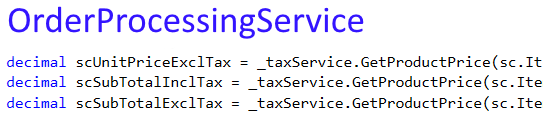 OrderProcessingService
decimal scUnitPriceExclTax = _taxService.GetProductPrice(sc.It
decimal scSubTotalInclTax = _taxService.GetProductPrice(sc.Ite
decimal scSubTotalExclTax = _taxService.GetProductPrice(sc.Ite